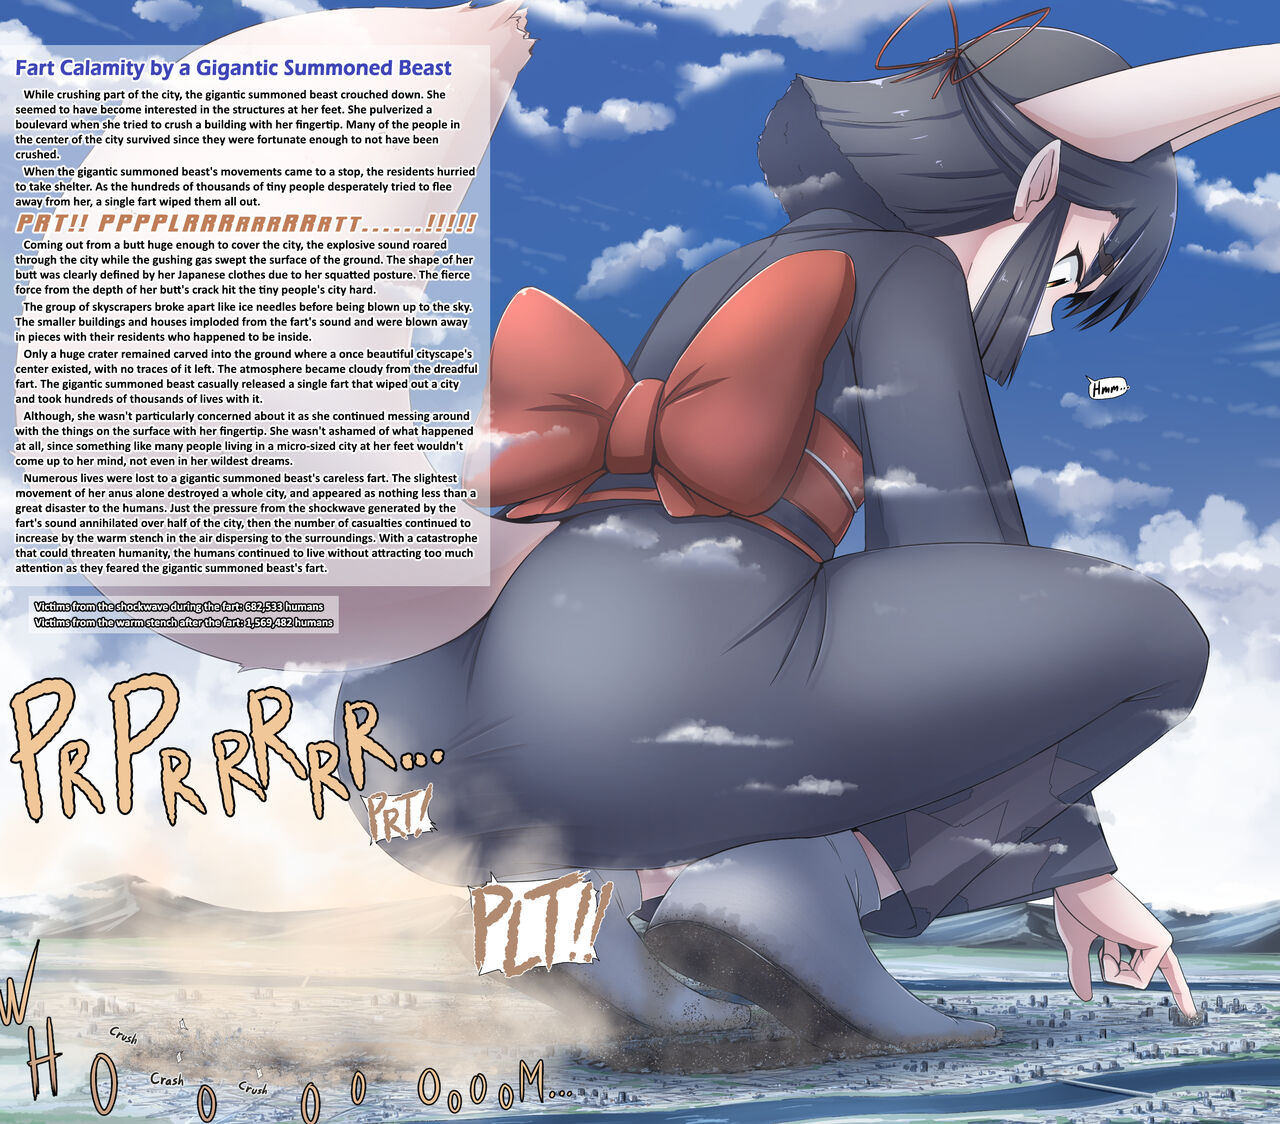 Fart Calamity by a Gigantic Summoned Beast
While crushing part of the city, the gigantic summoned beast crouched down. She
seemed to have become interested in the structures at her feet. She pulverized a
boulevard when she tried to crush a building with her fingertip. Many of the people in
the center of the city survived since they were fortunate enough to not have been
crushed.
When the gigantic summoned beast's movements came to a stop, the residents hurried
to take shelter. As the hundreds of thousands of tiny people desperately tried to flee
away from her, a single fart wiped them all out.
PRT!! PPPPLRRRRRRRRRTT......!!!!!
Coming out from a butt huge enough to cover the city, the explosive sound roared
through the city while the gushing gas swept the surface of the ground. The shape of her
butt was clearly defined by her Japanese clothes due to her squatted posture. The fierce
force from the depth of her butt's crack hit the tiny people's city hard.
The group of skyscrapers broke apart like ice needles before being blown up to the sky.
The smaller buildings and houses imploded from the fart's sound and were blown away
in pieces with their residents who happened to be inside.
Only a huge crater remained carved into the ground where a once beautiful cityscape's
center existed, with no traces of it left. The atmosphere became cloudy from the dreadful
fart. The gigantic summoned beast casually released a single fart that wiped out a city
and took hundreds of thousands of lives with it.
Although, she wasn't particularly concerned about it as she continued messing around
with the things on the surface with her fingertip. She wasn't ashamed of what happened
at all, since something like many people living in a micro-sized city at her feet wouldn't
come up to her mind, not even in her wildest dreams.
Numerous lives were lost to a gigantic summoned beast's careless fart. The slightest
movement of her anus alone destroyed a whole city, and appeared as nothing less than a
great disaster to the humans. Just the pressure from the shockwave generated by the
fart's sound annihilated over half of the city, then the number of casualties continued to
increase by the warm stench in the air dispersing to the surroundings. With a catastrophe
that could threaten humanity, the humans continued to live without attracting too much
attention as they feared the gigantic summoned beast's fart.
Victims from the shockwave during the fart: 682,533 humans
Victims from the warm stench after the fart: 1,569,482 humans
Hmm...
PRPRRRRR...
PRT!
PLT!!
WHOOOOOOOOM...
Crush
Crash
Crush